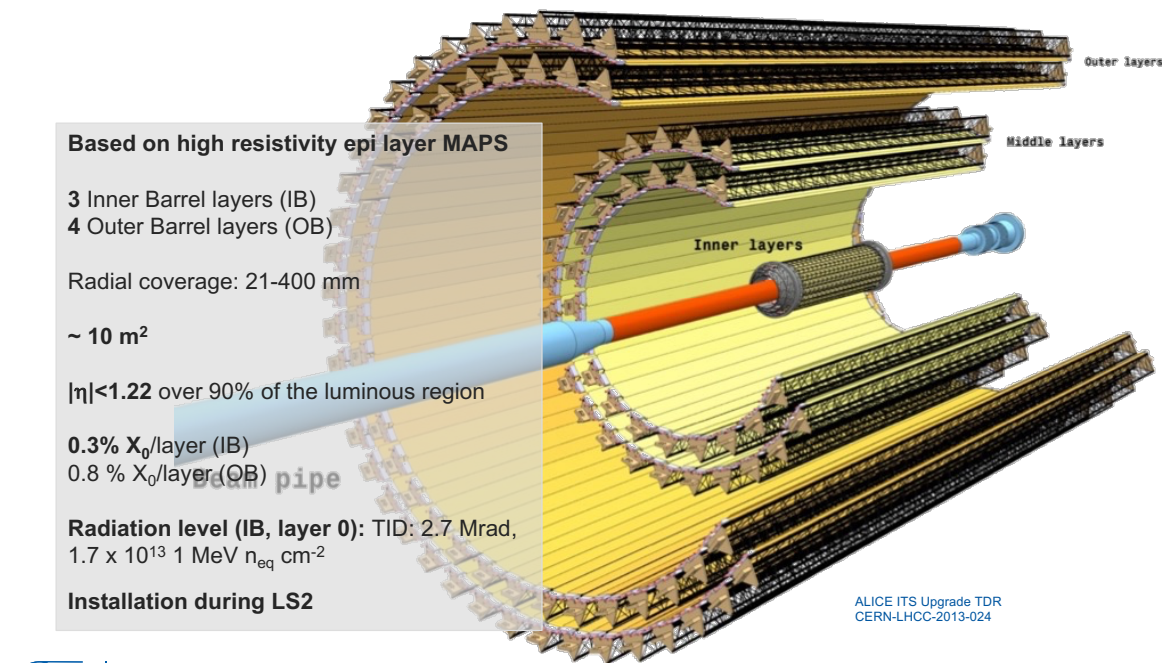 Outer layers
Middle layers
Inner layers
Based on high resistivity epi layer MAPS
3 Inner Barrel layers (IB)
4 Outer Barrel layers (OB)
Radial coverage: 21-400 mm
~ 10 m²
|η|<1.22 over 90% of the luminous region
0.3% X₀/layer (IB)
0.8 % X₀/layer (OB)
Beam pipe
Radiation level (IB, layer 0): TID: 2.7 Mrad,
1.7 x 10¹³ 1 MeV nₑq cm⁻²
Installation during LS2
ALICE ITS Upgrade TDR
CERN-LHCC-2013-024